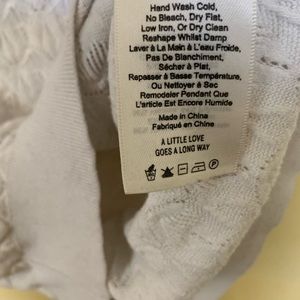 Hand Wash Cold,
No Bleach, Dry Flat,
Low Iron, Or Dry Clean
Reshape Whilst Damp
Laver À La Main À L'eau Froide,
Pas De Blanchiment,
Sécher À Plat,
Repasser À Basse Température,
Ou Nettoyer À Sec
Remodeler Pendant Que
L'article Est Encore Humide
Made in China
Fabriqué en Chine
A LITTLE LOVE
GOES A LONG WAY
P